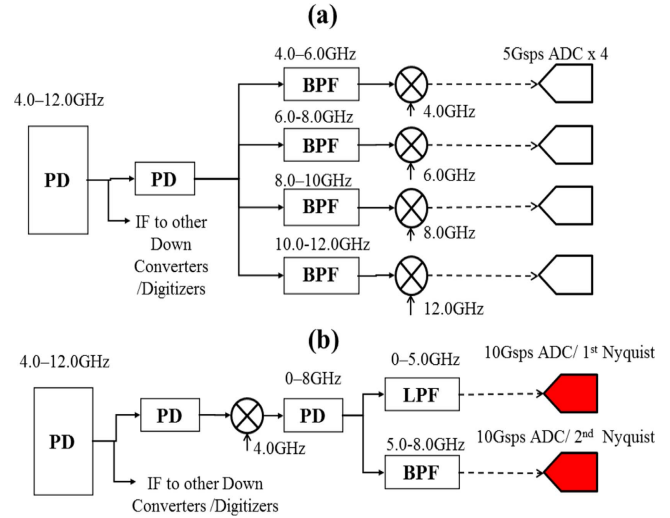 (a)
4.0–6.0GHz
5Gsps ADC x 4
BPF
4.0GHz
4.0–12.0GHz
6.0-8.0GHz
BPF
6.0GHz
PD
PD
8.0–10GHz
BPF
8.0GHz
IF to other
Down
Converters
/Digitizers
10.0-12.0GHz
BPF
12.0GHz
(b)
4.0–12.0GHz
0–5.0GHz
10Gsps ADC/ 1st Nyquist
0–8GHz
LPF
PD
PD
4.0GHz
PD
5.0-8.0GHz
10Gsps ADC/ 2nd Nyquist
BPF
IF to other Down
Converters /Digitizers